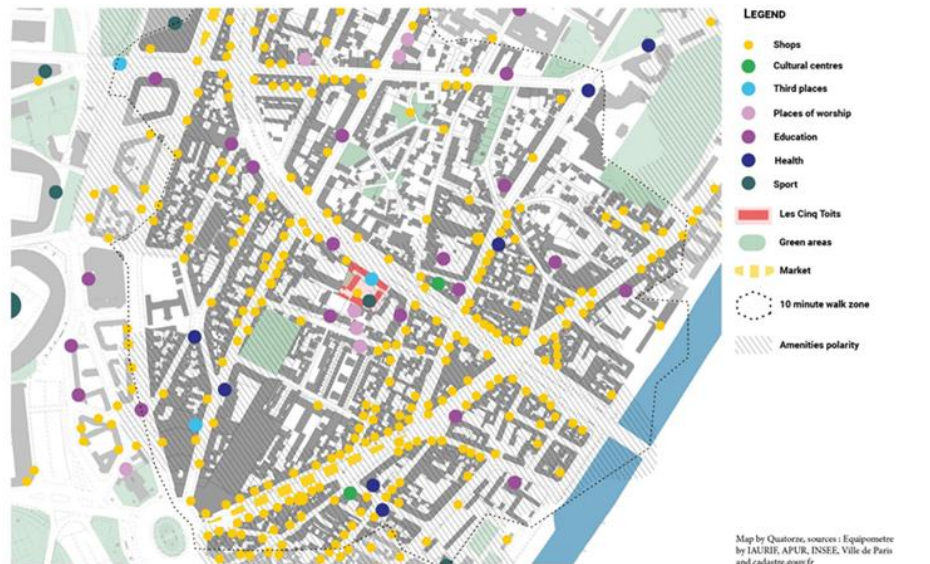 LEGEND
Shops
Cultural centres
Third places
Places of worship
Education
Health
Sport
Les Cinq Toits
Green areas
Market
10 minute walk zone
Amenities polarity
Map by Quatorze, sources : Equipometre
by IAURIF, APUR, INSEE, Ville de Paris
and cadastre.gouv.fr